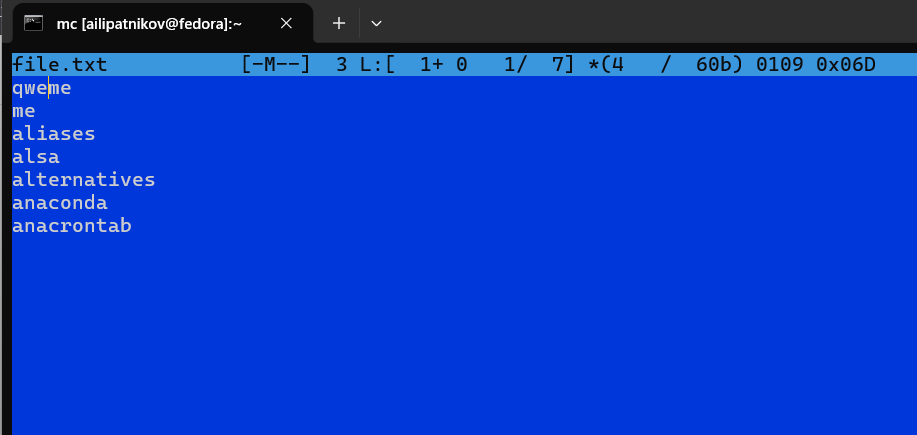 mc [ailipatnikov@fedora]:~
file.txt [-M--] 3 L:[ 1+ 0 1/ 7] *(4 / 60b) 0109 0x06D
qweme
me
aliases
alsa
alternatives
anaconda
anacrontab